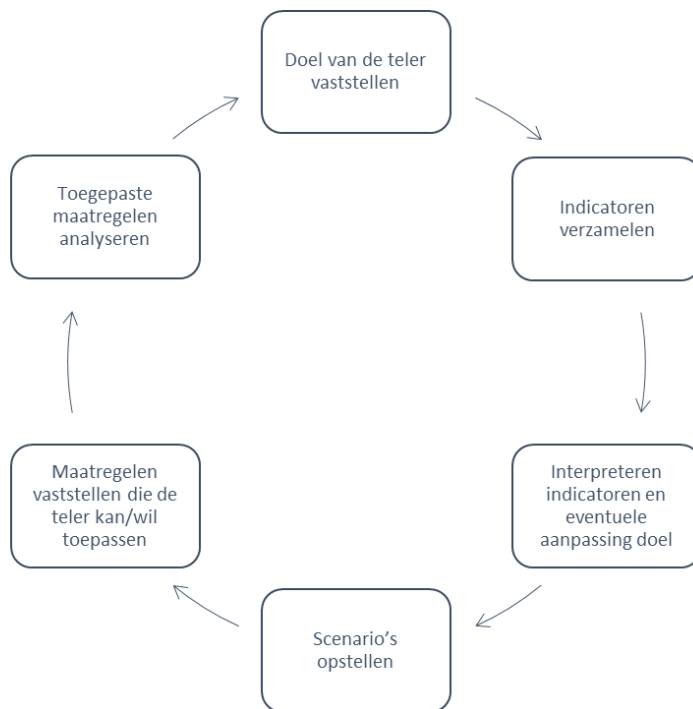 Doel van de teler
vaststellen
Indicatoren
verzamelen
Interpreteren
indicatoren en
eventuele
aanpassing doel
Scenario's
opstellen
Maatregelen
vaststellen die de
teler kan/wil
toepassen
Toegepaste
maatregelen
analyseren